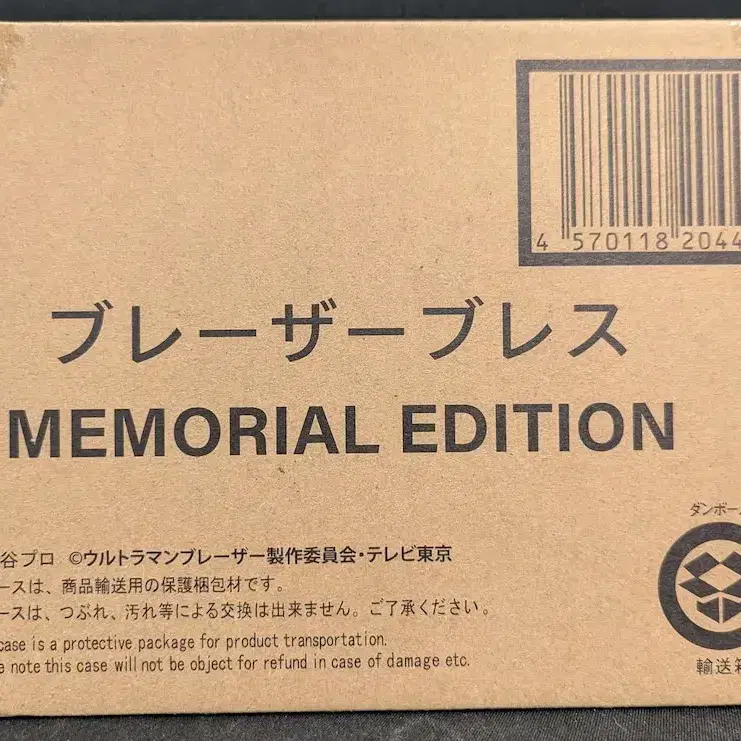 4 570118 2044
ブレーザーブレス
MEMORIAL EDITION
谷プロ ©ウルトラマンブレーザー製作委員会・テレビ東京
ースは、商品輸送用の保護梱包材です。
ースは、つぶれ、汚れ等による交換は出来ません。ご了承ください。
case is a protective package for product transportation.
e note this case will not be object for refund in case of damage etc.
ダンボー
輸送箱